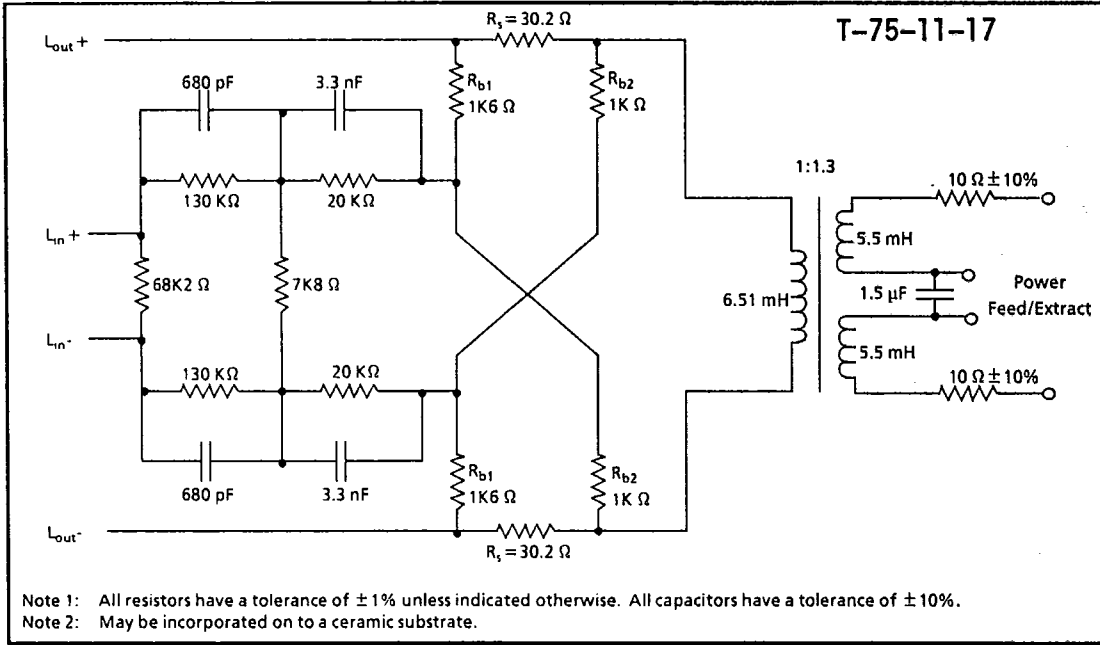 T-75-11-17
Rs = 30.2 Ω
Lout+
680 pF
3.3 nF
Rb1
1K6 Ω
Rb2
1K Ω
130 KΩ
20 KΩ
1:1.3
10 Ω ± 10%
Lin+
68K2 Ω
7K8 Ω
5.5 mH
6.51 mH
1.5 µF
Power
Feed/Extract
Lin-
130 KΩ
20 KΩ
5.5 mH
10 Ω ± 10%
680 pF
3.3 nF
Rb1
1K6 Ω
Rb2
1K Ω
Lout-
Rs = 30.2 Ω
Note 1: All resistors have a tolerance of ±1% unless indicated otherwise. All capacitors have a tolerance of ±10%.
Note 2: May be incorporated on to a ceramic substrate.